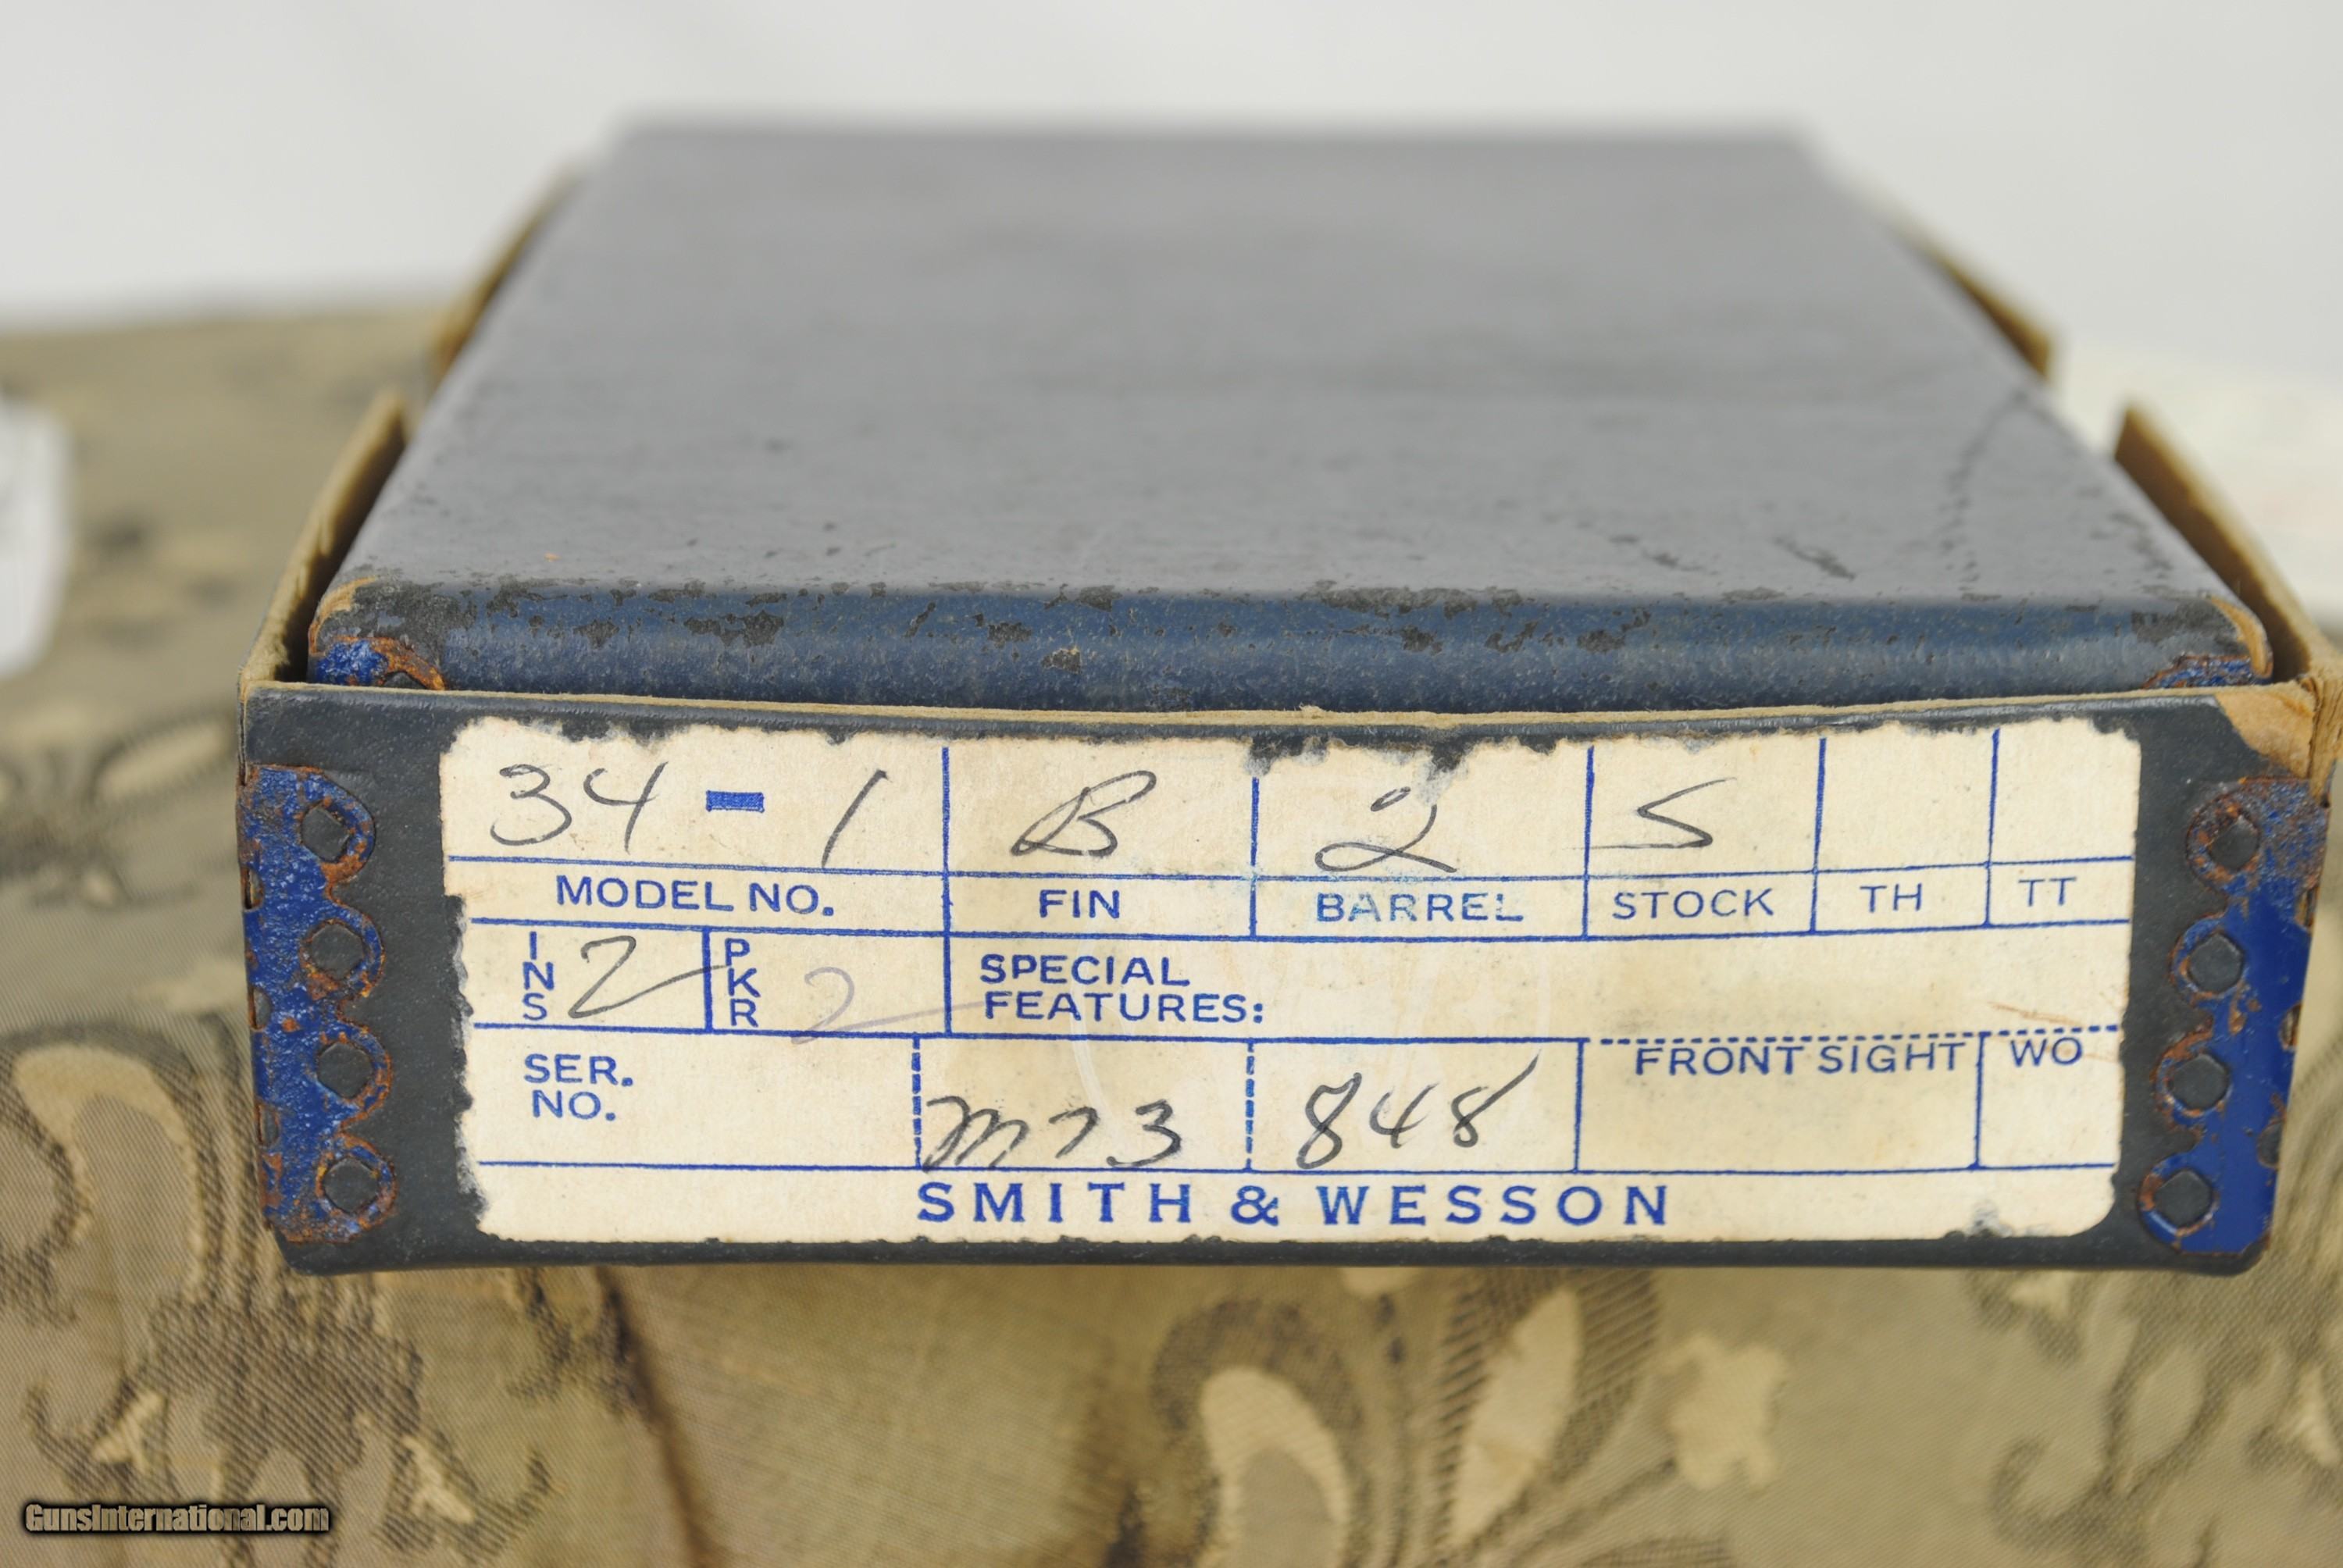 34 - 1 B 2 S
MODEL NO. FIN BARREL STOCK TH TT
INS 2 PKR 2 SPECIAL
FEATURES:
SER.
NO. M73 848 FRONT SIGHT WO
SMITH & WESSON
GunsInternational.com